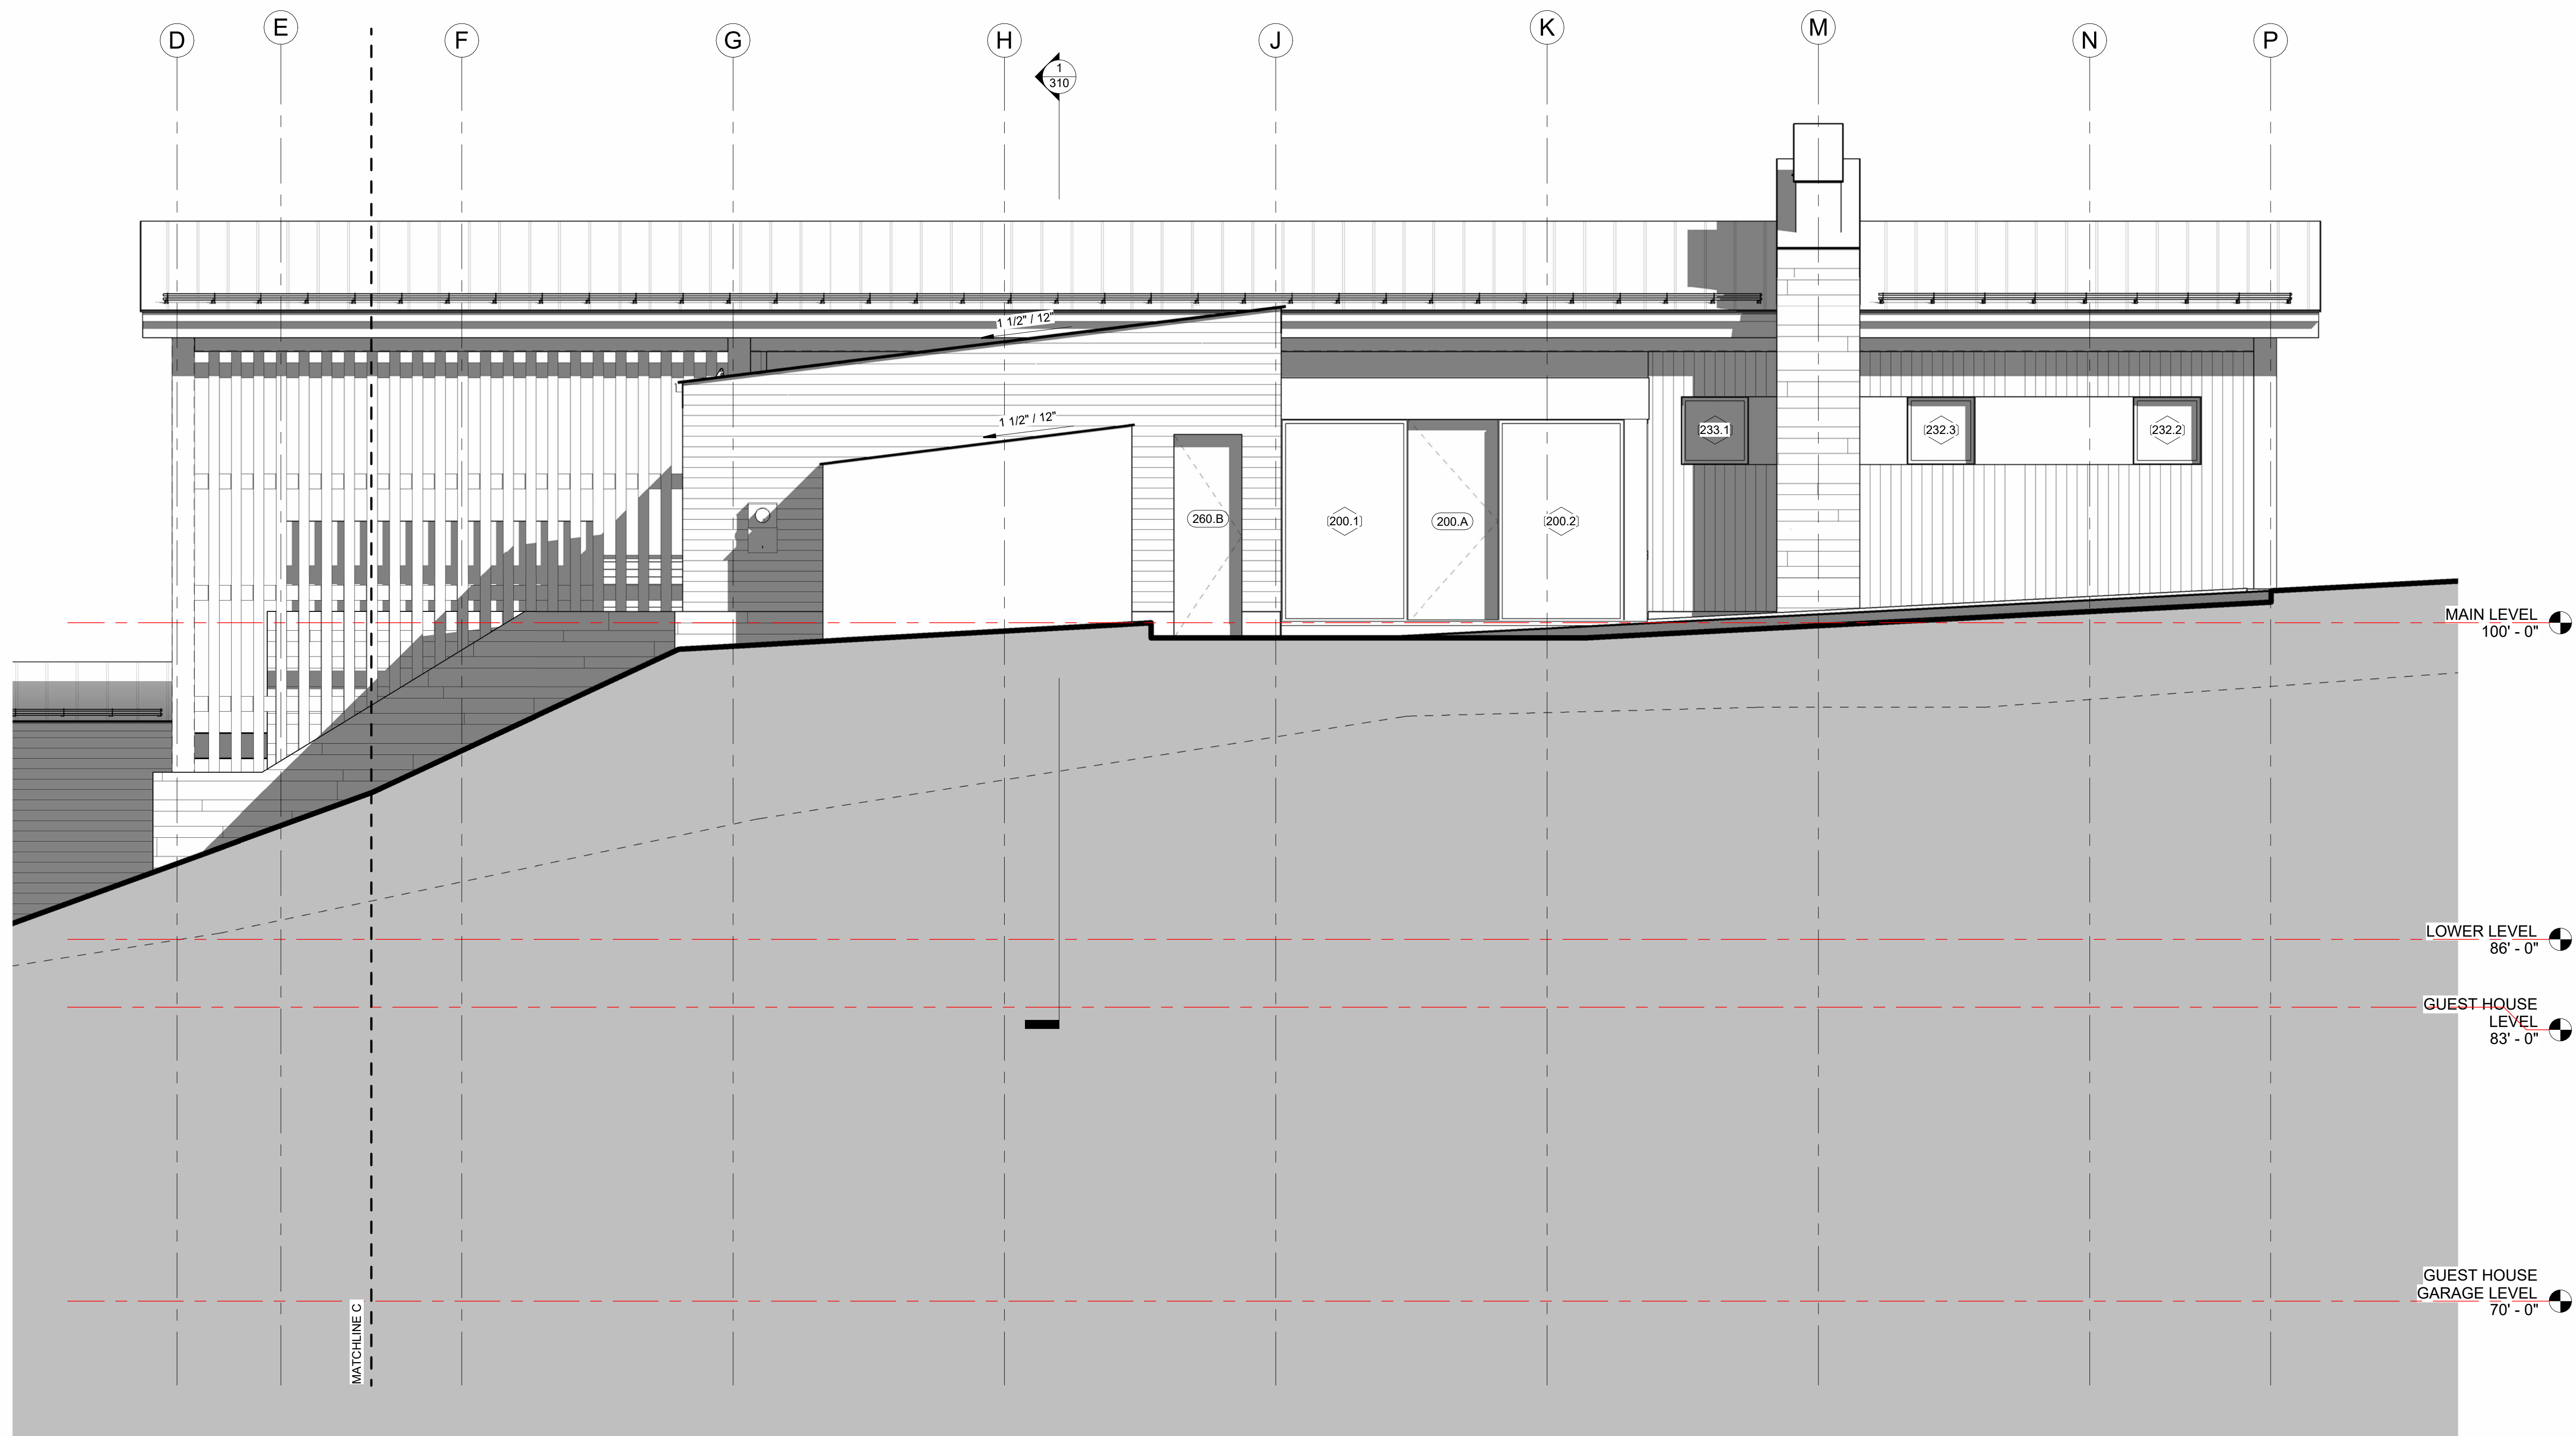 D
E
F
G
H
J
K
M
N
P
1
310
1 1/2" / 12"
1 1/2" / 12"
233.1
232.3
232.2
260.B
200.1
200.A
200.2
MAIN LEVEL
100' - 0"
LOWER LEVEL
86' - 0"
GUEST HOUSE
LEVEL
83' - 0"
GUEST HOUSE
GARAGE LEVEL
70' - 0"
MATCHLINE C